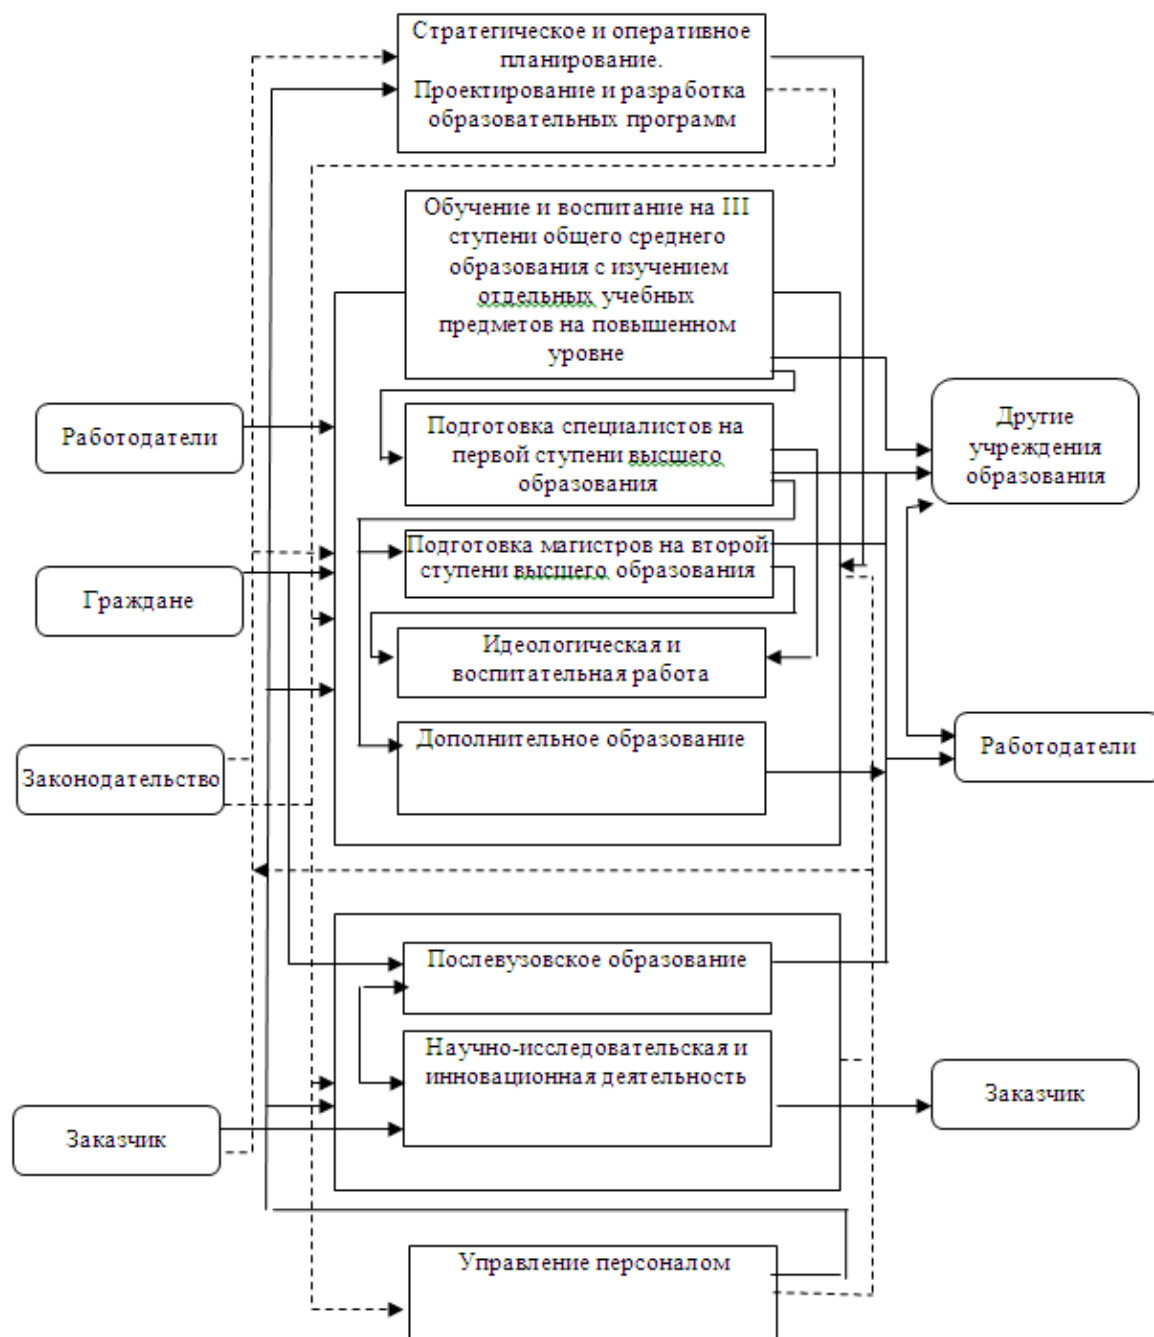 Стратегическое и оперативное
планирование.
Проектирование и разработка
образовательных программ
Обучение и воспитание на III
ступени общего среднего
образования с изучением
отдельных учебных
предметов на повышенном
уровне
Работодатели
Подготовка специалистов на
первой ступени высшего
образования
Другие
учреждения
образования
Подготовка магистров на второй
ступени высшего образования
Граждане
Идеологическая и
воспитательная работа
Дополнительное образование
Работодатели
Законодательство
Послевузовское образование
Научно-исследовательская и
инновационная деятельность
Заказчик
Заказчик
Управление персоналом